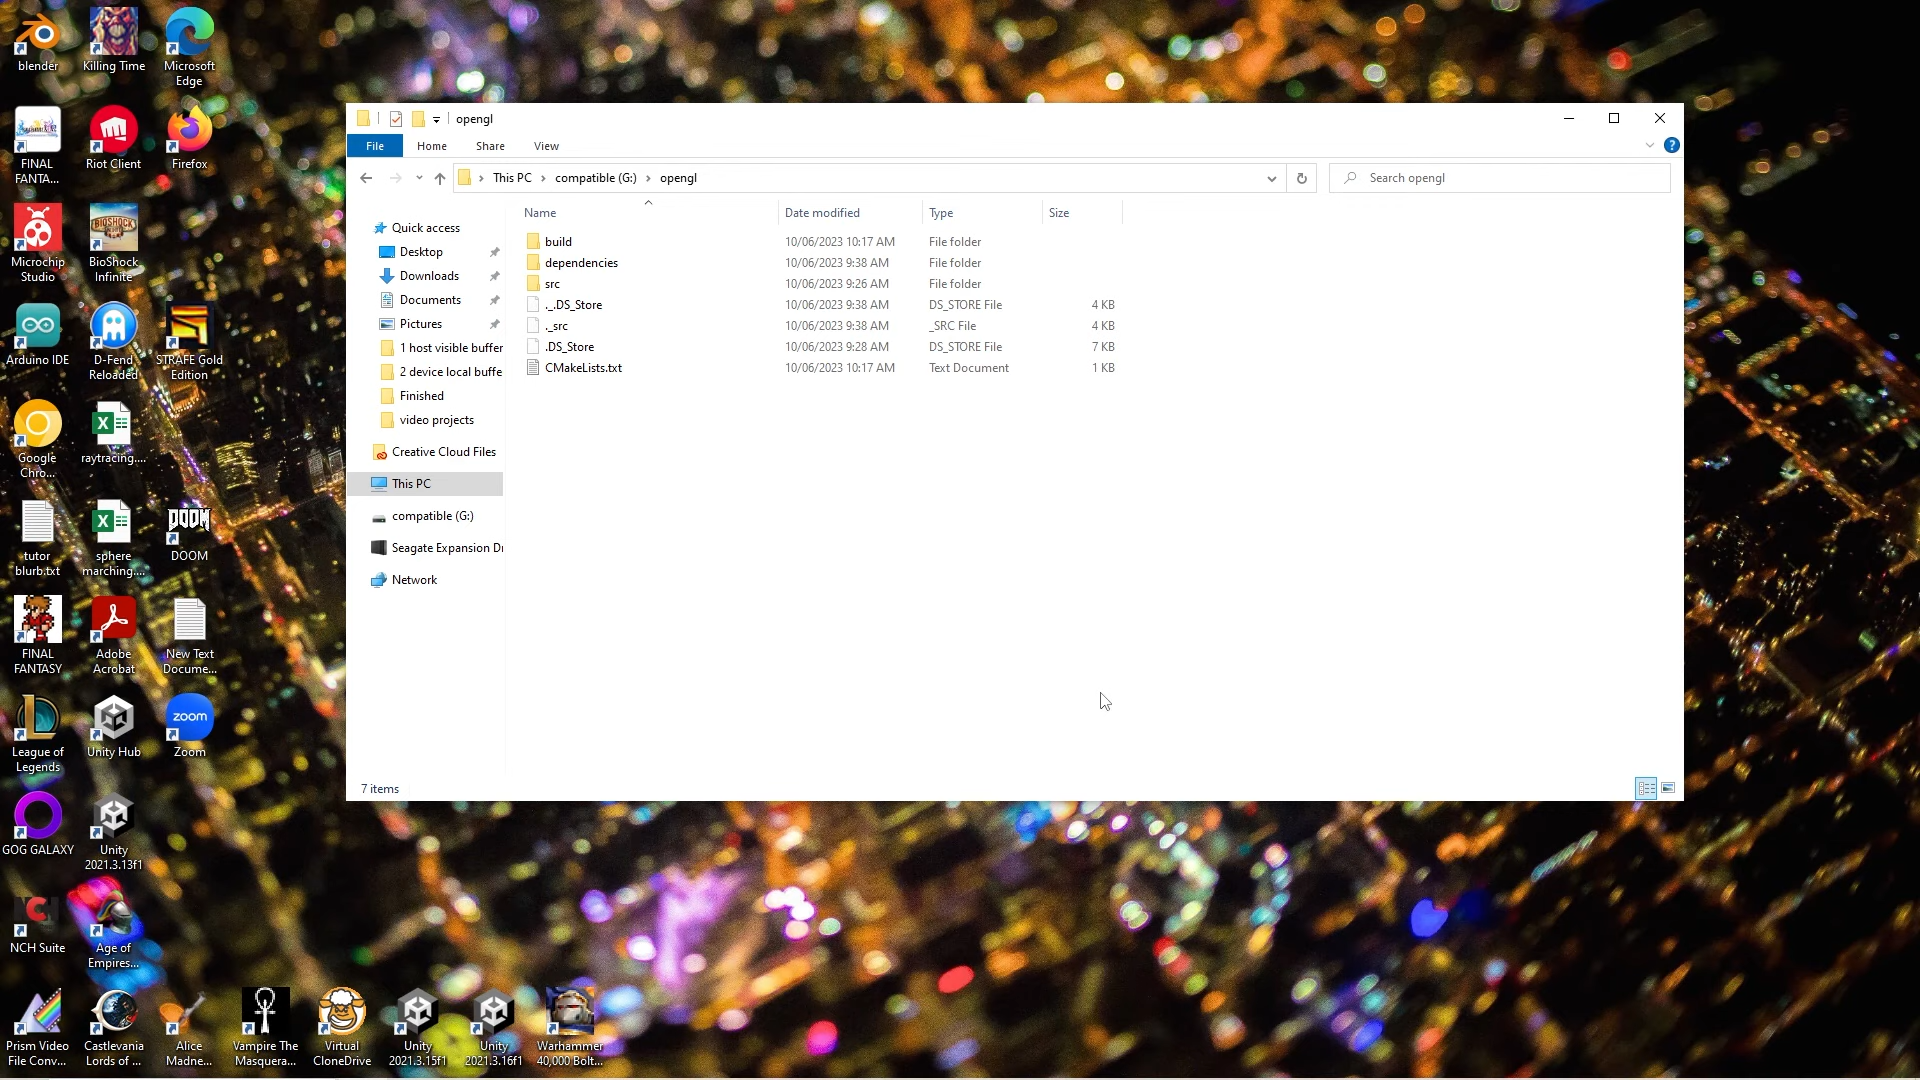 blender
Killing Time
Microsoft
Edge
FINAL
FANTA...
Riot Client
Firefox
Microchip
Studio
BIOSHOCK
BioShock
Infinite
Arduino IDE
D-Fend
Reloaded
STRAFE Gold
Edition
Google
Chro...
raytracing....
tutor
blurb.txt
sphere
marching....
DOOM
DOOM
FINAL
FANTASY
Adobe
Acrobat
New Text
Docume...
League of
Legends
Unity Hub
zoom
Zoom
GOG GALAXY
Unity
2021.3.13f1
NCH Suite
Age of
Empires...
Prism Video
File Conv...
Castlevania
Lords of ...
Alice
Madne...
Vampire The
Masquera...
Virtual
CloneDrive
Unity
2021.3.15f1
Unity
2021.3.16f1
Warhammer
40,000 Bolt...
opengl
File Home Share View
This PC compatible (G:) opengl
Search opengl
Quick access
Desktop
Downloads
Documents
Pictures
1 host visible buffer
2 device local buffe
Finished
video projects
Creative Cloud Files
This PC
compatible (G:)
Seagate Expansion Dr
Network
Name Date modified Type Size
build 10/06/2023 10:17 AM File folder
dependencies 10/06/2023 9:38 AM File folder
src 10/06/2023 9:26 AM File folder
._.DS_Store 10/06/2023 9:38 AM DS_STORE File 4 KB
._src 10/06/2023 9:38 AM _SRC File 4 KB
.DS_Store 10/06/2023 9:28 AM DS_STORE File 7 KB
CMakeLists.txt 10/06/2023 10:17 AM Text Document 1 KB
7 items